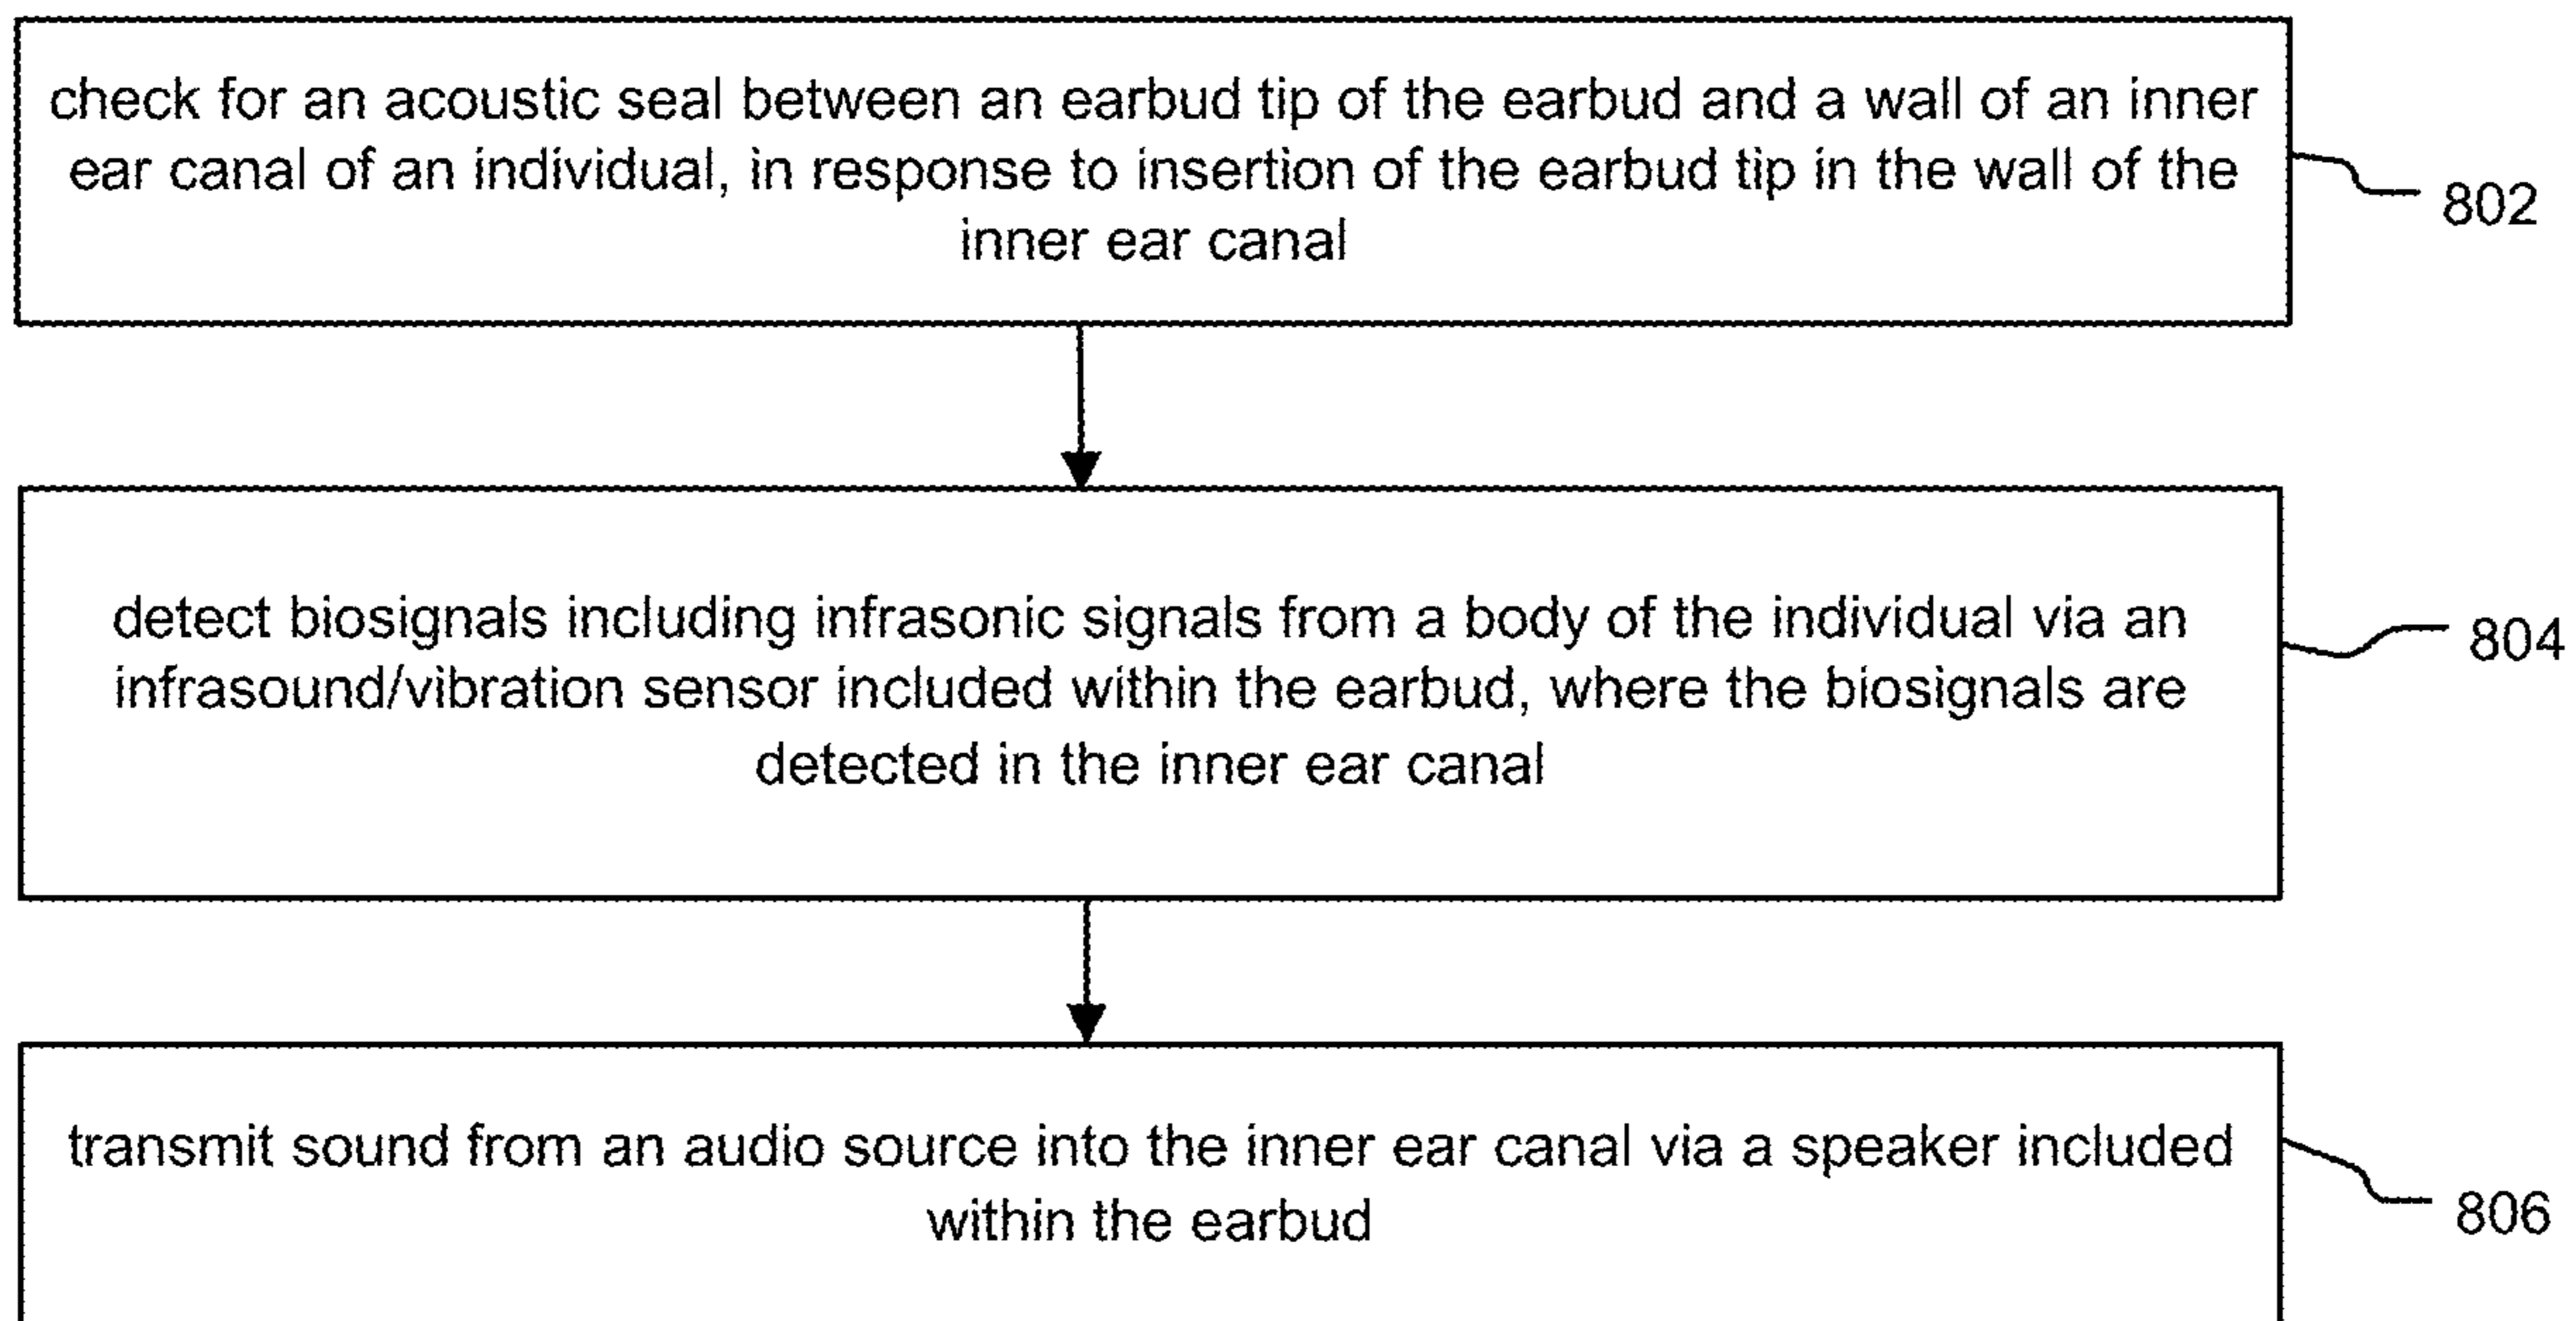 check for an acoustic seal between an earbud tip of the earbud and a wall of an inner
ear canal of an individual, in response to insertion of the earbud tip in the wall of the
inner ear canal
802
detect biosignals including infrasonic signals from a body of the individual via an
infrasound/vibration sensor included within the earbud, where the biosignals are
detected in the inner ear canal
804
transmit sound from an audio source into the inner ear canal via a speaker included
within the earbud
806